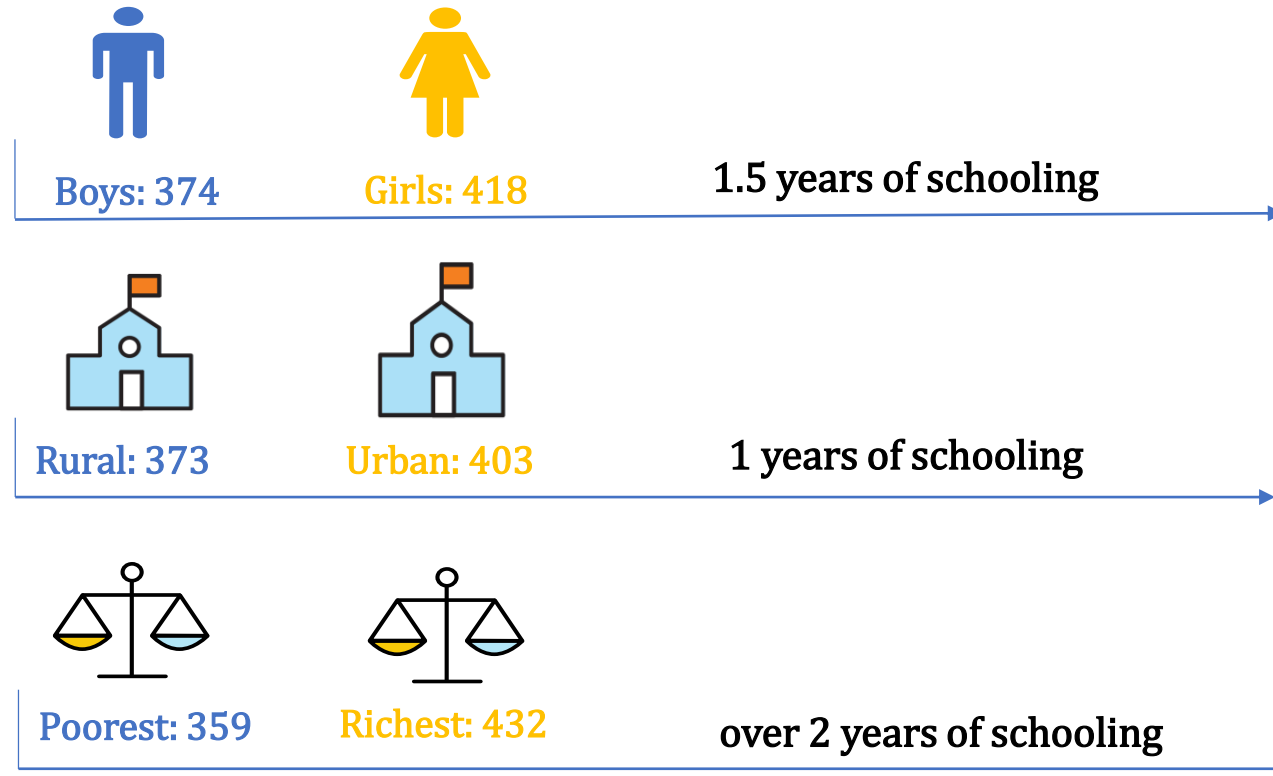 Boys: 374
Girls: 418
1.5 years of schooling
Rural: 373
Urban: 403
1 years of schooling
Poorest: 359
Richest: 432
over 2 years of schooling